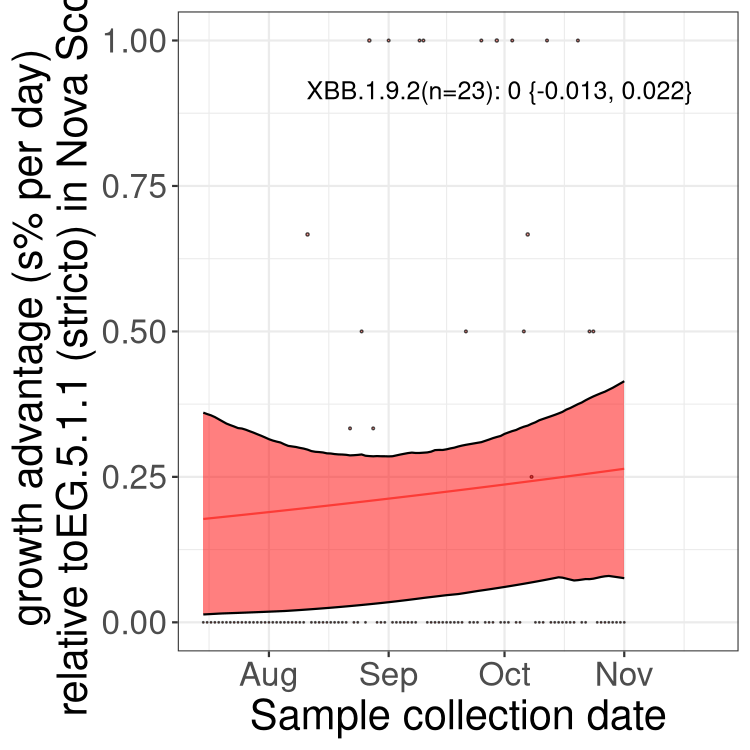 growth advantage (s% per day)
relative toEG.5.1.1 (stricto) in Nova
1.00
0.75
0.50
0.25
0.00
XBB.1.9.2(n=23): 0 {-0.013, 0.022}
Aug Sep Oct Nov
Sample collection date